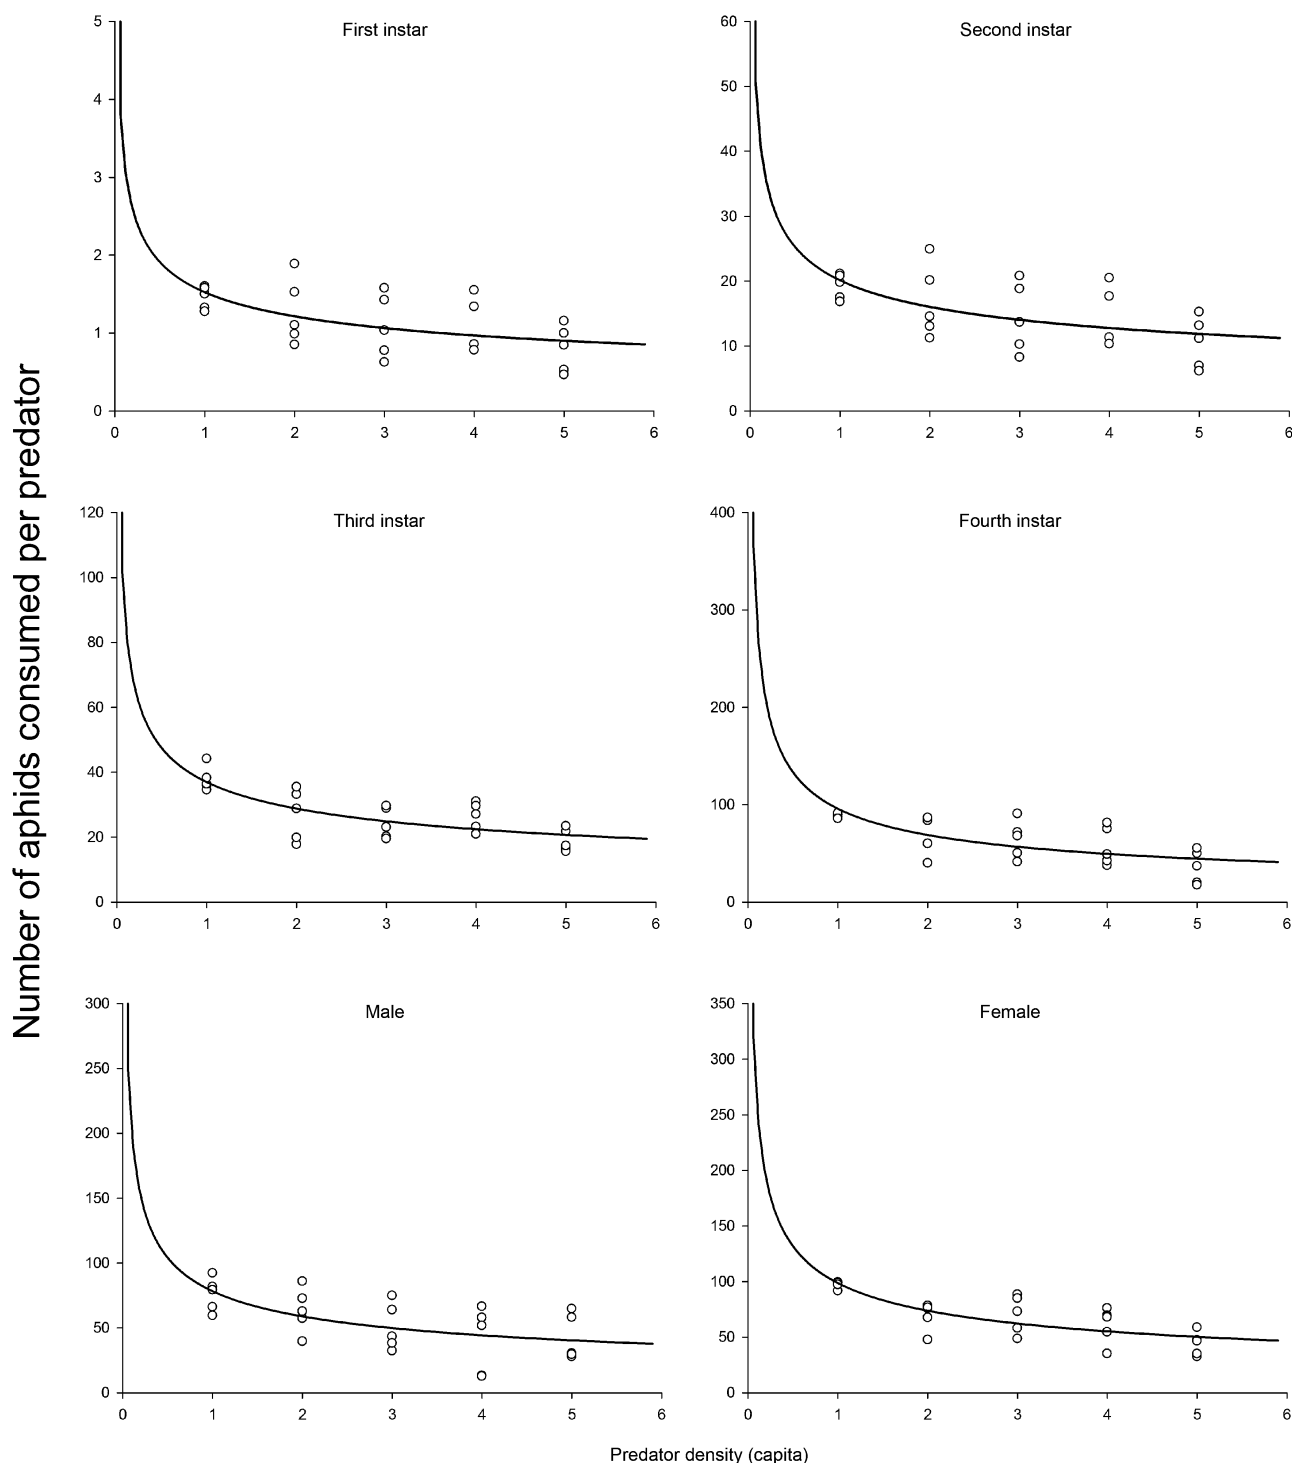 Number of aphids consumed per predator
First instar
5
4
3
2
1
0
0 1 2 3 4 5 6
Second instar
60
50
40
30
20
10
0
0 1 2 3 4 5 6
Third instar
120
100
80
60
40
20
0
0 1 2 3 4 5 6
Fourth instar
400
300
200
100
0
0 1 2 3 4 5 6
Male
300
250
200
150
100
50
0
0 1 2 3 4 5 6
Female
350
300
250
200
150
100
50
0
0 1 2 3 4 5 6
Predator density (capita)